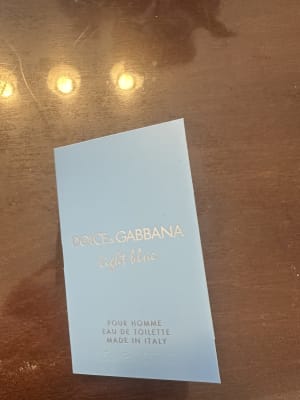 DOLCE & GABBANA
light blue
POUR HOMME
EAU DE TOILETTE
MADE IN ITALY